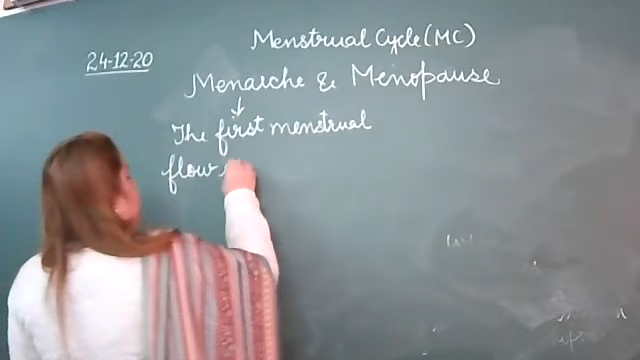 Menstrual Cycle (MC)
24-12-20
Menarche & Menopause
↓
The first menstrual
flow